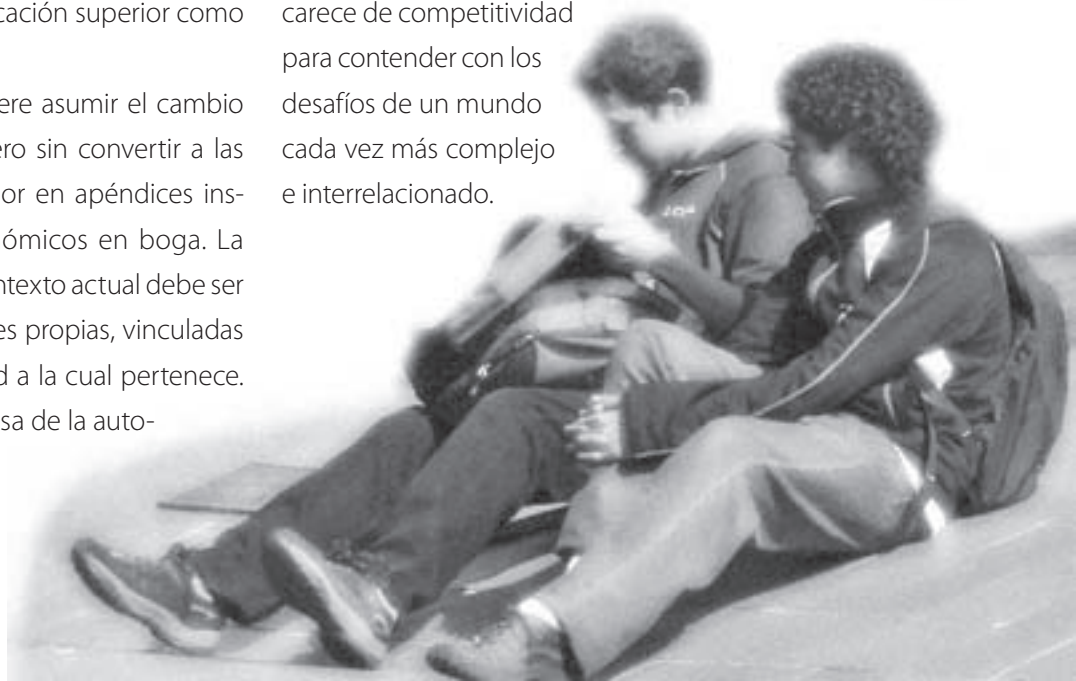 cación superior como
ere asumir el cambio
ero sin convertir a las
or en apéndices ins-
ómicos en boga. La
ntexto actual debe ser
es propias, vinculadas
d a la cual pertenece.
sa de la auto-
carece de competitividad
para contender con los
desafíos de un mundo
cada vez más complejo
e interrelacionado.